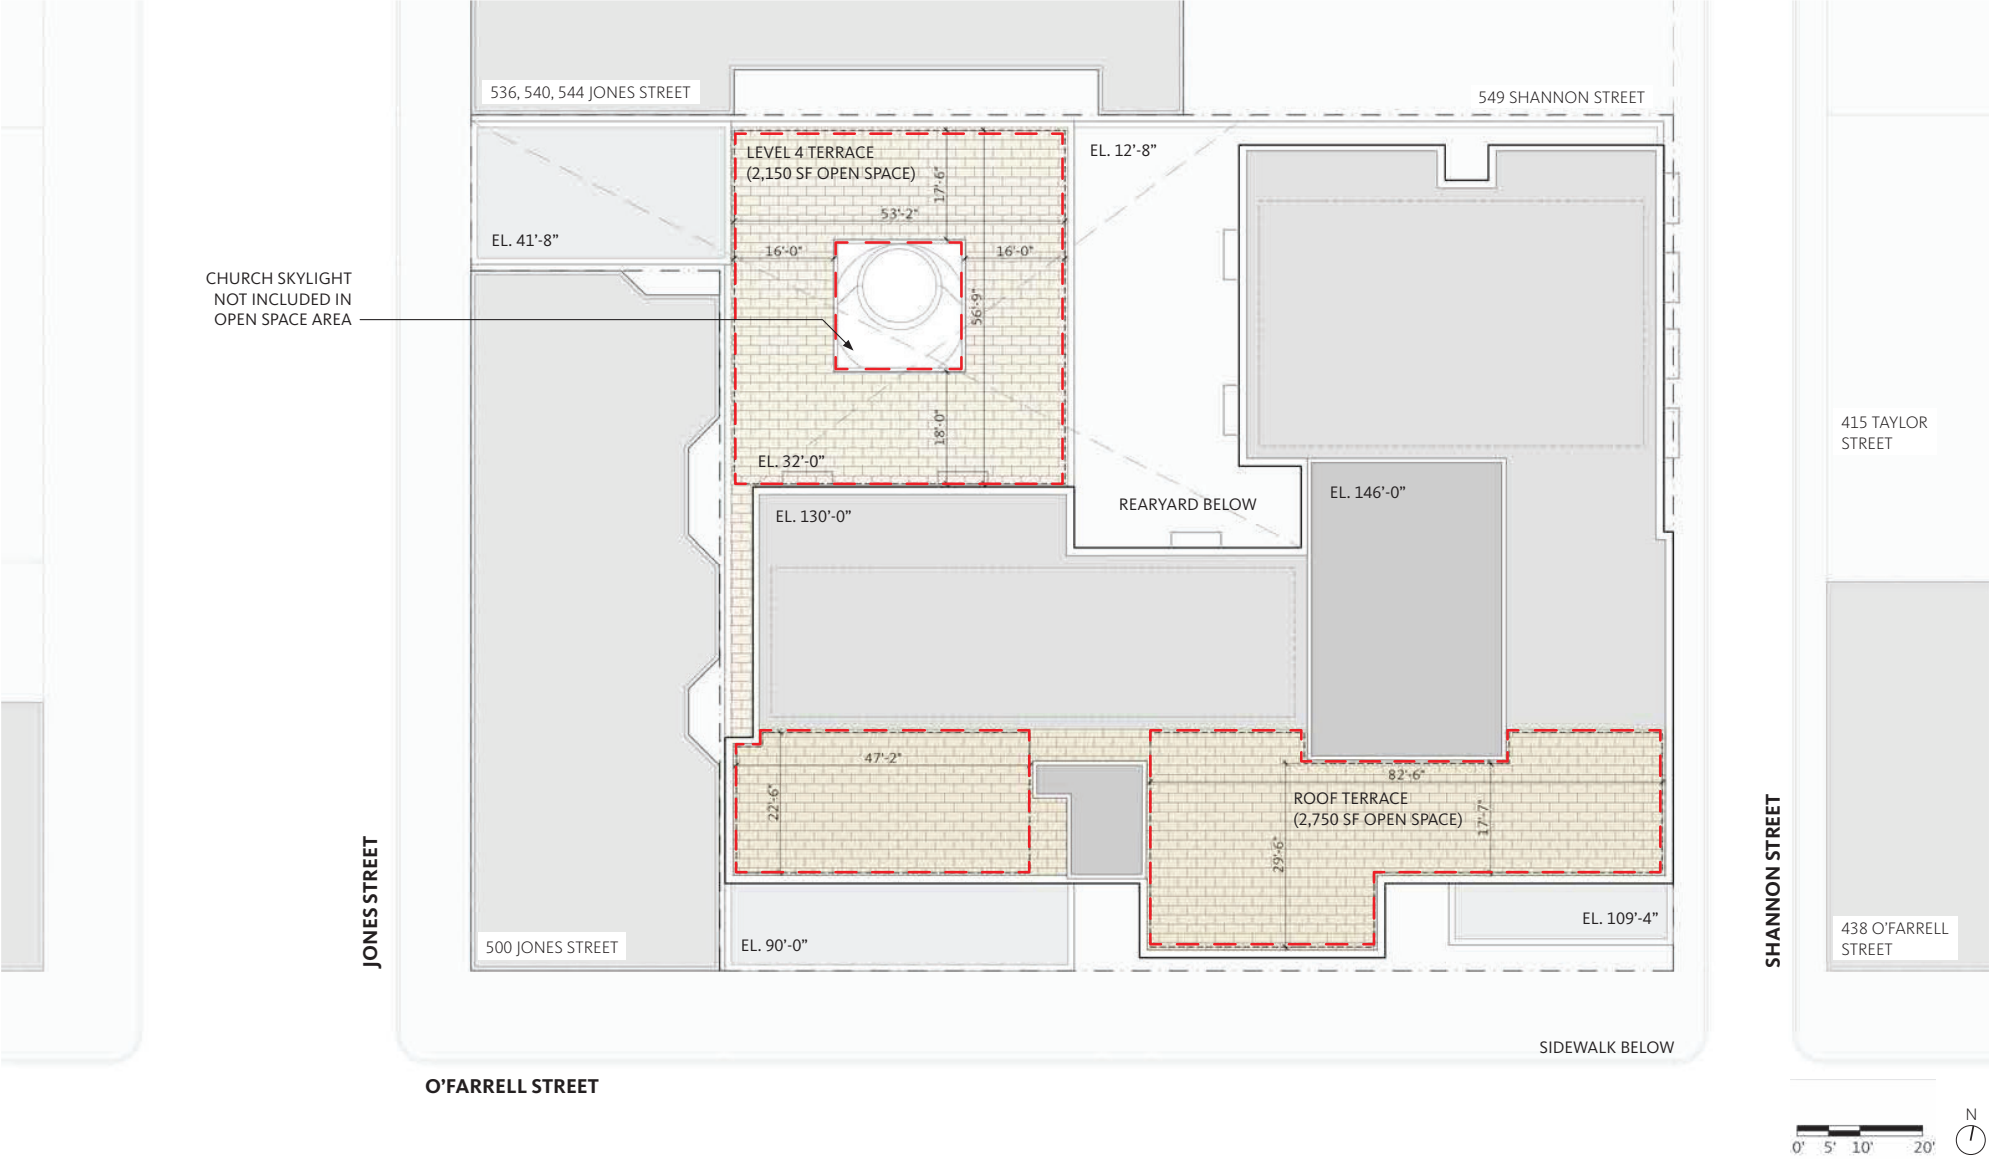 536, 540, 544 JONES STREET
549 SHANNON STREET
LEVEL 4 TERRACE
(2,150 SF OPEN SPACE)
EL. 12'-8"
17'-6"
53'-2"
EL. 41'-8"
16'-0"
16'-0"
CHURCH SKYLIGHT
NOT INCLUDED IN
OPEN SPACE AREA
56'-9"
18'-0"
415 TAYLOR
STREET
EL. 32'-0"
EL. 146'-0"
REARYARD BELOW
EL. 130'-0"
47'-2"
82'-6"
22'-6"
ROOF TERRACE
(2,750 SF OPEN SPACE)
17'-7"
29'-6"
JONES STREET
SHANNON STREET
500 JONES STREET
EL. 90'-0"
EL. 109'-4"
438 O'FARRELL
STREET
SIDEWALK BELOW
O'FARRELL STREET
N
0' 5' 10' 20'